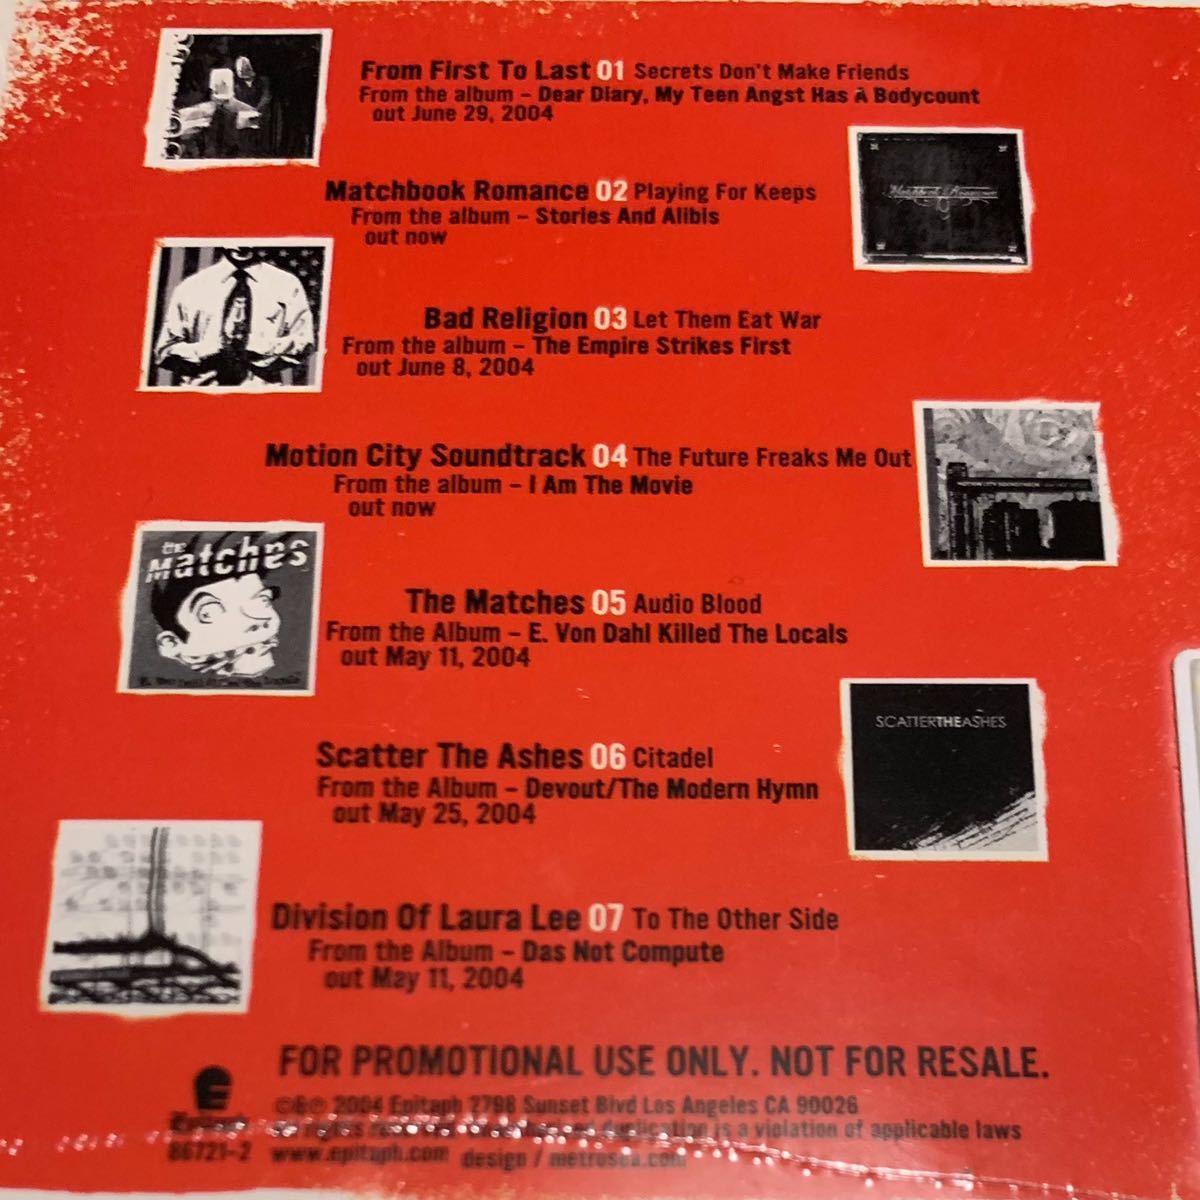 From First To Last 01 Secrets Don't Make Friends
From the album – Dear Diary, My Teen Angst Has A Bodycount
out June 29, 2004
Matchbook Romance 02 Playing For Keeps
From the album – Stories And Alibis
out now
Bad Religion 03 Let Them Eat War
From the album – The Empire Strikes First
out June 8, 2004
Motion City Soundtrack 04 The Future Freaks Me Out
From the album – I Am The Movie
out now
the Matches
The Matches 05 Audio Blood
From the Album – E. Von Dahl Killed The Locals
out May 11, 2004
SCATTERTHEASHES
Scatter The Ashes 06 Citadel
From the Album – Devout/The Modern Hymn
out May 25, 2004
Division Of Laura Lee 07 To The Other Side
From the Album – Das Not Compute
out May 11, 2004
FOR PROMOTIONAL USE ONLY. NOT FOR RESALE.
©&℗ 2004 Epitaph 2798 Sunset Blvd Los Angeles CA 90026
duplication is a violation of applicable laws
86721-2 www.epitaph.com design / metrosea.com